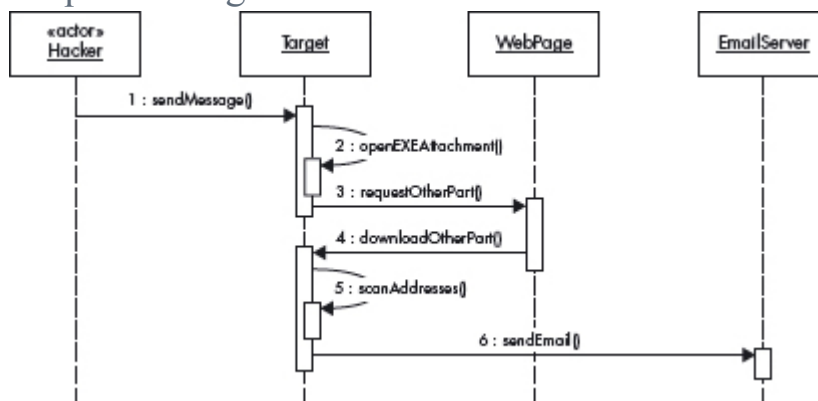 «actor»
Hacker
Target
WebPage
EmailServer
1 : sendMessage()
2 : openEXEAttachment()
3 : requestOtherPart()
4 : downloadOtherPart()
5 : scanAddresses()
6 : sendEmail()